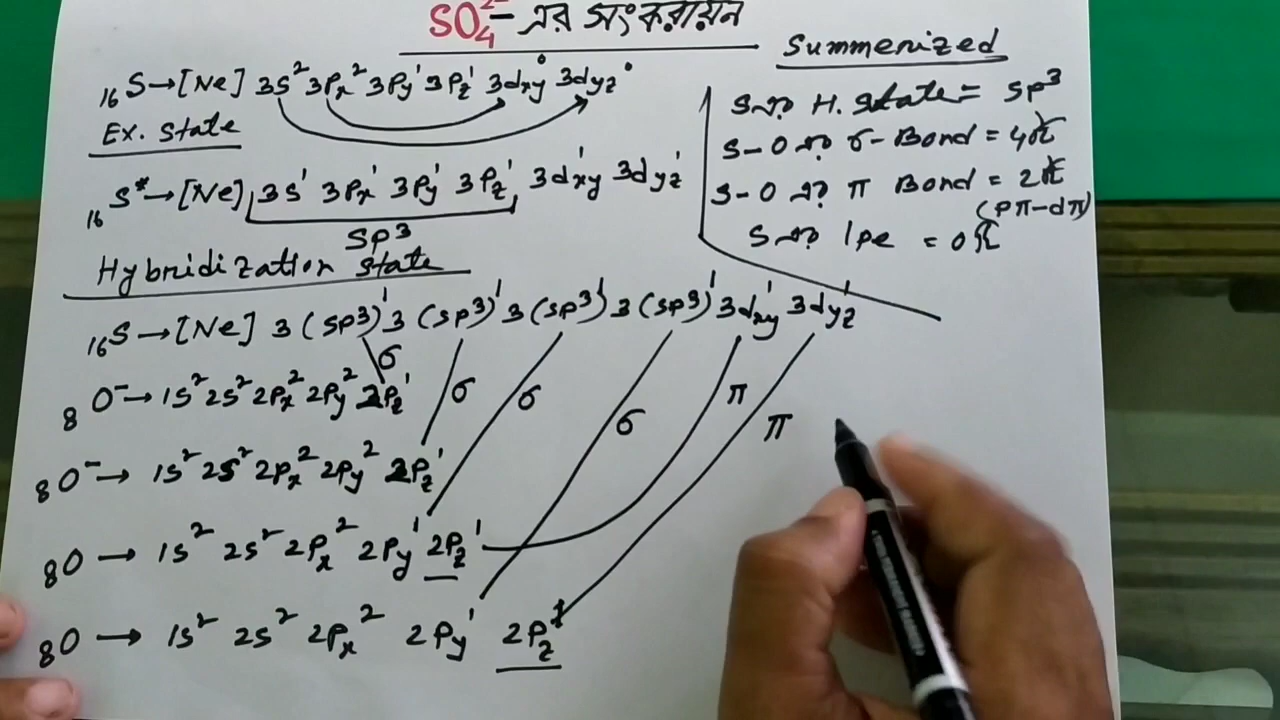 SO₄²⁻ এর সংকরায়ন
₁₆S→[Ne] 3s² 3Px² 3Py¹ 3Pz¹ 3dxy⁰ 3dyz⁰
Ex. State
₁₆S*→[Ne] 3s¹ 3Px¹ 3Py¹ 3Pz¹ 3dxy¹ 3dyz¹
sp³
Hybridization state
₁₆S→[Ne] 3(sp³)¹ 3(sp³)¹ 3(sp³)¹ 3(sp³)¹ 3dxy¹ 3dyz¹
σ
₈O⁻→ 1s² 2s² 2Px² 2Py² 2Pz¹
σ σ σ π π
₈O⁻→ 1s² 2s² 2Px² 2Py² 2Pz¹
₈O→ 1s² 2s² 2Px² 2Py¹ 2Pz¹
₈O→ 1s² 2s² 2Px² 2Py¹ 2Pz¹
Summerized
S এর H. State = sp³
S-O এর σ-Bond = 4টি
S-O এর π Bond = 2টি
(Pπ-dπ)
S এর lpe = 0টি